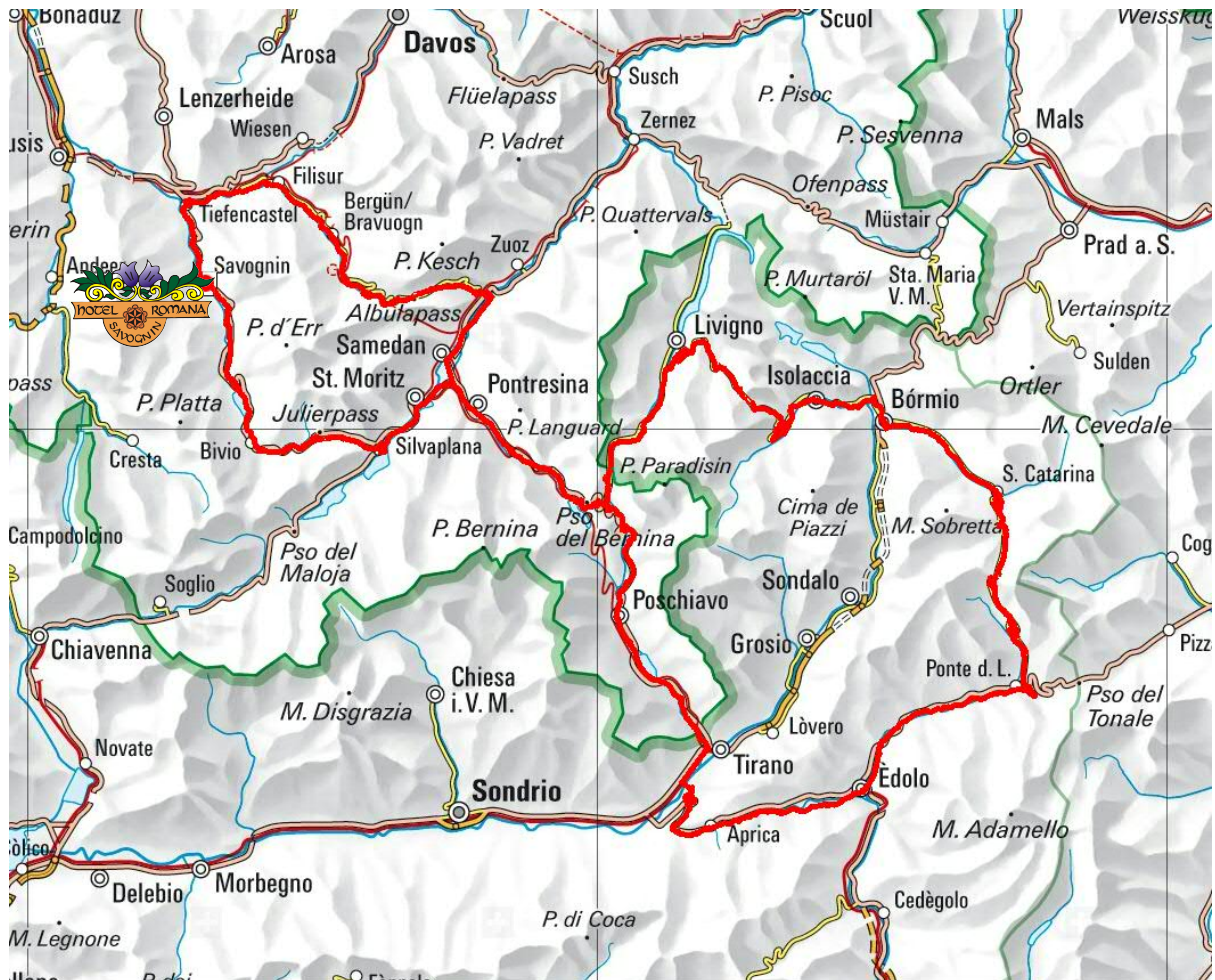 Bonaduz
Davos
Scuol
Arosa
Susch
Flüelapass
P. Pisoc
Lenzerheide
Wiesen
Zernez
Mals
P. Sesvenna
P. Vadret
Filisur
Ofenpass
Tiefencastel
Bergün/
Bravuogn
P. Quattervals
Müstair
Zuoz
Prad a. S.
P. Kesch
Savognin
P. Murtaröl
Sta. Maria
V. M.
HOTEL ROMANA
SAVOGNIN
Albulapass
Vertainspitz
P. d'Err
Livigno
Samedan
Sulden
St. Moritz
Pontresina
Isolaccia
Ortler
P. Platta
Julierpass
Bórmio
P. Languard
M. Cevedale
Bivio
Silvaplana
Cresta
P. Paradisin
S. Catarina
Cima de
Piazzi
M. Sobretta
Pso
del Bernina
P. Bernina
Campodolcino
Pso del
Maloja
Soglio
Sondalo
Poschiavo
Chiavenna
Grosio
Chiesa
i. V. M.
Ponte d. L.
Pso del
Tonale
M. Disgrazia
Lòvero
Novate
Tirano
Èdolo
Sondrio
Aprica
M. Adamello
Delebio
Morbegno
Cedègolo
P. di Coca
M. Legnone